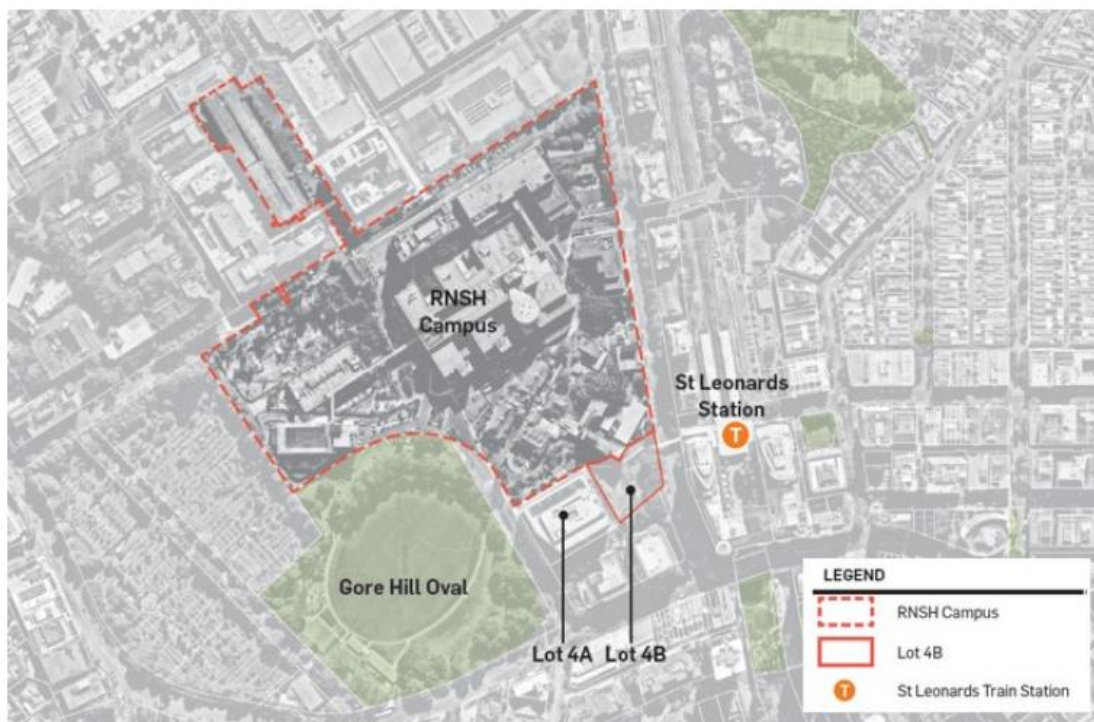 RNSH
Campus
St Leonards
Station
T
Gore Hill Oval
Lot 4A
Lot 4B
LEGEND
RNSH Campus
Lot 4B
T
St Leonards Train Station